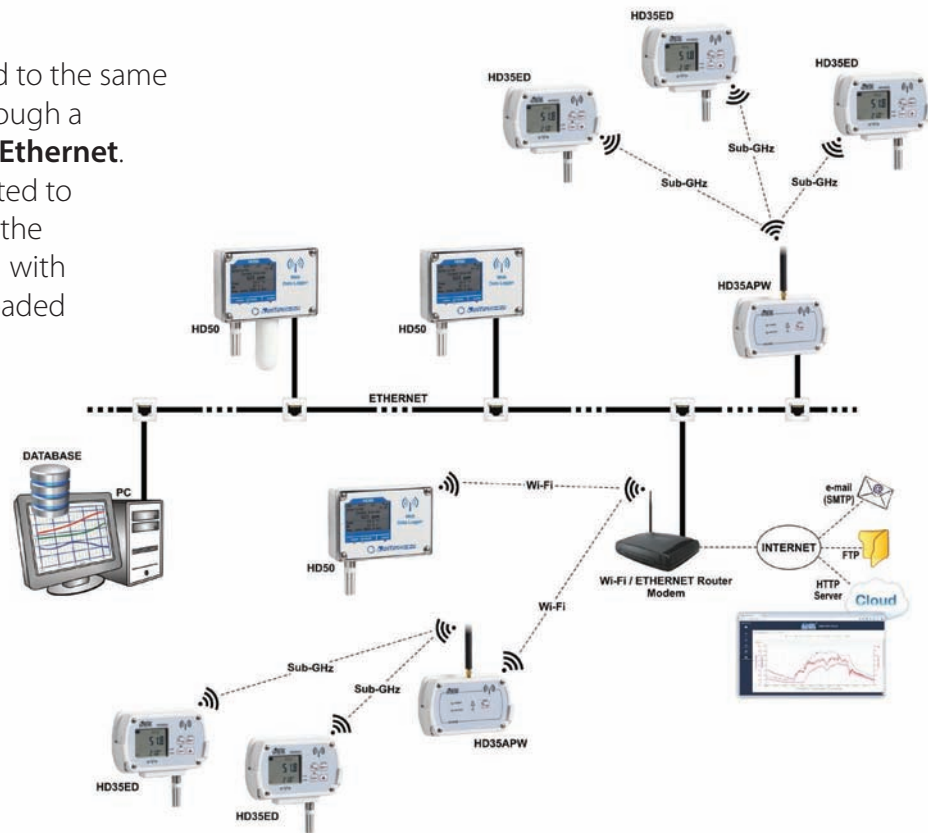 d to the same
ough a
Ethernet.
ted to
the
with
aded
HD35ED
HD35ED
HD35ED
Sub-GHz
Sub-GHz
Sub-GHz
HD35APW
HD50
HD50
ETHERNET
DATABASE
PC
Wi-Fi
HD50
Wi-Fi / ETHERNET Router
Modem
INTERNET
e-mail
(SMTP)
FTP
HTTP
Server
Cloud
Wi-Fi
Sub-GHz
Sub-GHz
HD35APW
HD35ED
HD35ED